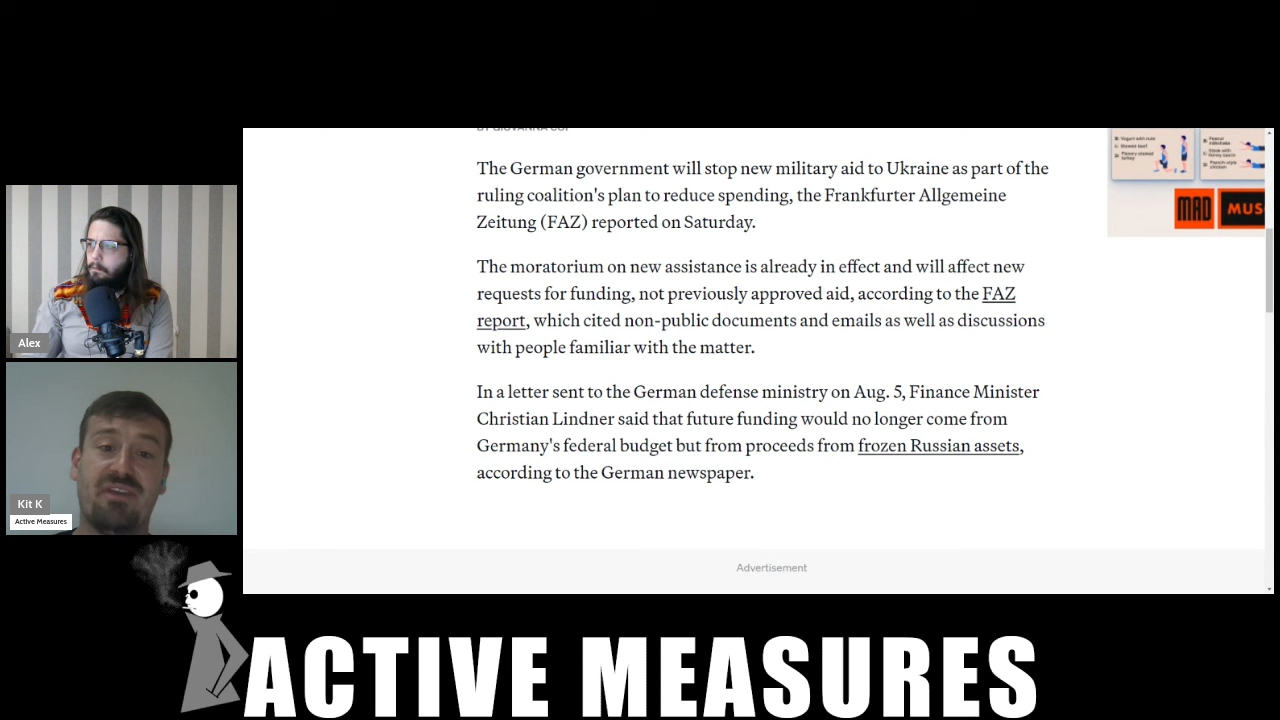 The German government will stop new military aid to Ukraine as part of the
ruling coalition's plan to reduce spending, the Frankfurter Allgemeine
Zeitung (FAZ) reported on Saturday.
The moratorium on new assistance is already in effect and will affect new
requests for funding, not previously approved aid, according to the FAZ
report, which cited non-public documents and emails as well as discussions
with people familiar with the matter.
In a letter sent to the German defense ministry on Aug. 5, Finance Minister
Christian Lindner said that future funding would no longer come from
Germany's federal budget but from proceeds from frozen Russian assets,
according to the German newspaper.
Advertisement
MAD
MUS
Alex
Kit K
Active Measures
ACTIVE MEASURES